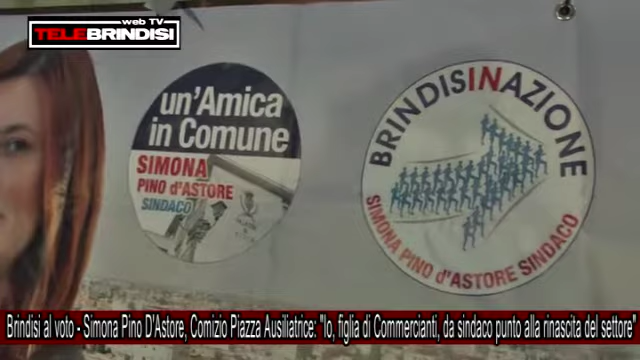 web TV
TELEBRINDISI
un'Amica
in Comune
SIMONA
PINO d'ASTORE
SINDACO
BRINDISINAZIONE
SIMONA PINO d'ASTORE SINDACO
Brindisi al voto - Simona Pino D'Astore, Comizio Piazza Ausiliatrice: "Io, figlia di Commercianti, da sindaco punto alla rinascita del settore"